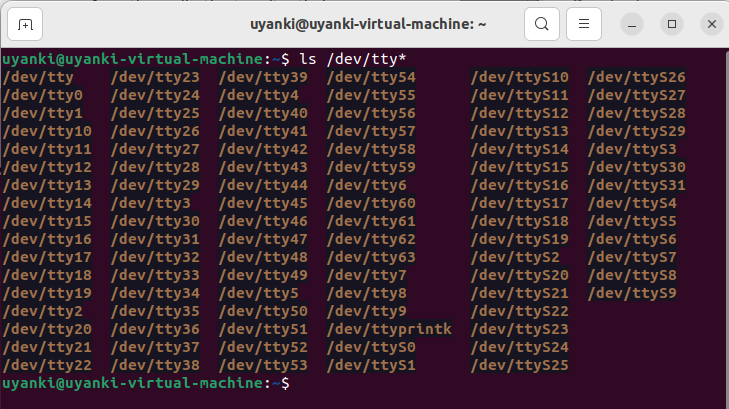 uyanki@uyanki-virtual-machine: ~
uyanki@uyanki-virtual-machine:~$ ls /dev/tty*
/dev/tty /dev/tty23 /dev/tty39 /dev/tty54 /dev/ttyS10 /dev/ttyS26
/dev/tty0 /dev/tty24 /dev/tty4 /dev/tty55 /dev/ttyS11 /dev/ttyS27
/dev/tty1 /dev/tty25 /dev/tty40 /dev/tty56 /dev/ttyS12 /dev/ttyS28
/dev/tty10 /dev/tty26 /dev/tty41 /dev/tty57 /dev/ttyS13 /dev/ttyS29
/dev/tty11 /dev/tty27 /dev/tty42 /dev/tty58 /dev/ttyS14 /dev/ttyS3
/dev/tty12 /dev/tty28 /dev/tty43 /dev/tty59 /dev/ttyS15 /dev/ttyS30
/dev/tty13 /dev/tty29 /dev/tty44 /dev/tty6 /dev/ttyS16 /dev/ttyS31
/dev/tty14 /dev/tty3 /dev/tty45 /dev/tty60 /dev/ttyS17 /dev/ttyS4
/dev/tty15 /dev/tty30 /dev/tty46 /dev/tty61 /dev/ttyS18 /dev/ttyS5
/dev/tty16 /dev/tty31 /dev/tty47 /dev/tty62 /dev/ttyS19 /dev/ttyS6
/dev/tty17 /dev/tty32 /dev/tty48 /dev/tty63 /dev/ttyS2 /dev/ttyS7
/dev/tty18 /dev/tty33 /dev/tty49 /dev/tty7 /dev/ttyS20 /dev/ttyS8
/dev/tty19 /dev/tty34 /dev/tty5 /dev/tty8 /dev/ttyS21 /dev/ttyS9
/dev/tty2 /dev/tty35 /dev/tty50 /dev/tty9 /dev/ttyS22
/dev/tty20 /dev/tty36 /dev/tty51 /dev/ttyprintk /dev/ttyS23
/dev/tty21 /dev/tty37 /dev/tty52 /dev/ttyS0 /dev/ttyS24
/dev/tty22 /dev/tty38 /dev/tty53 /dev/ttyS1 /dev/ttyS25
uyanki@uyanki-virtual-machine:~$